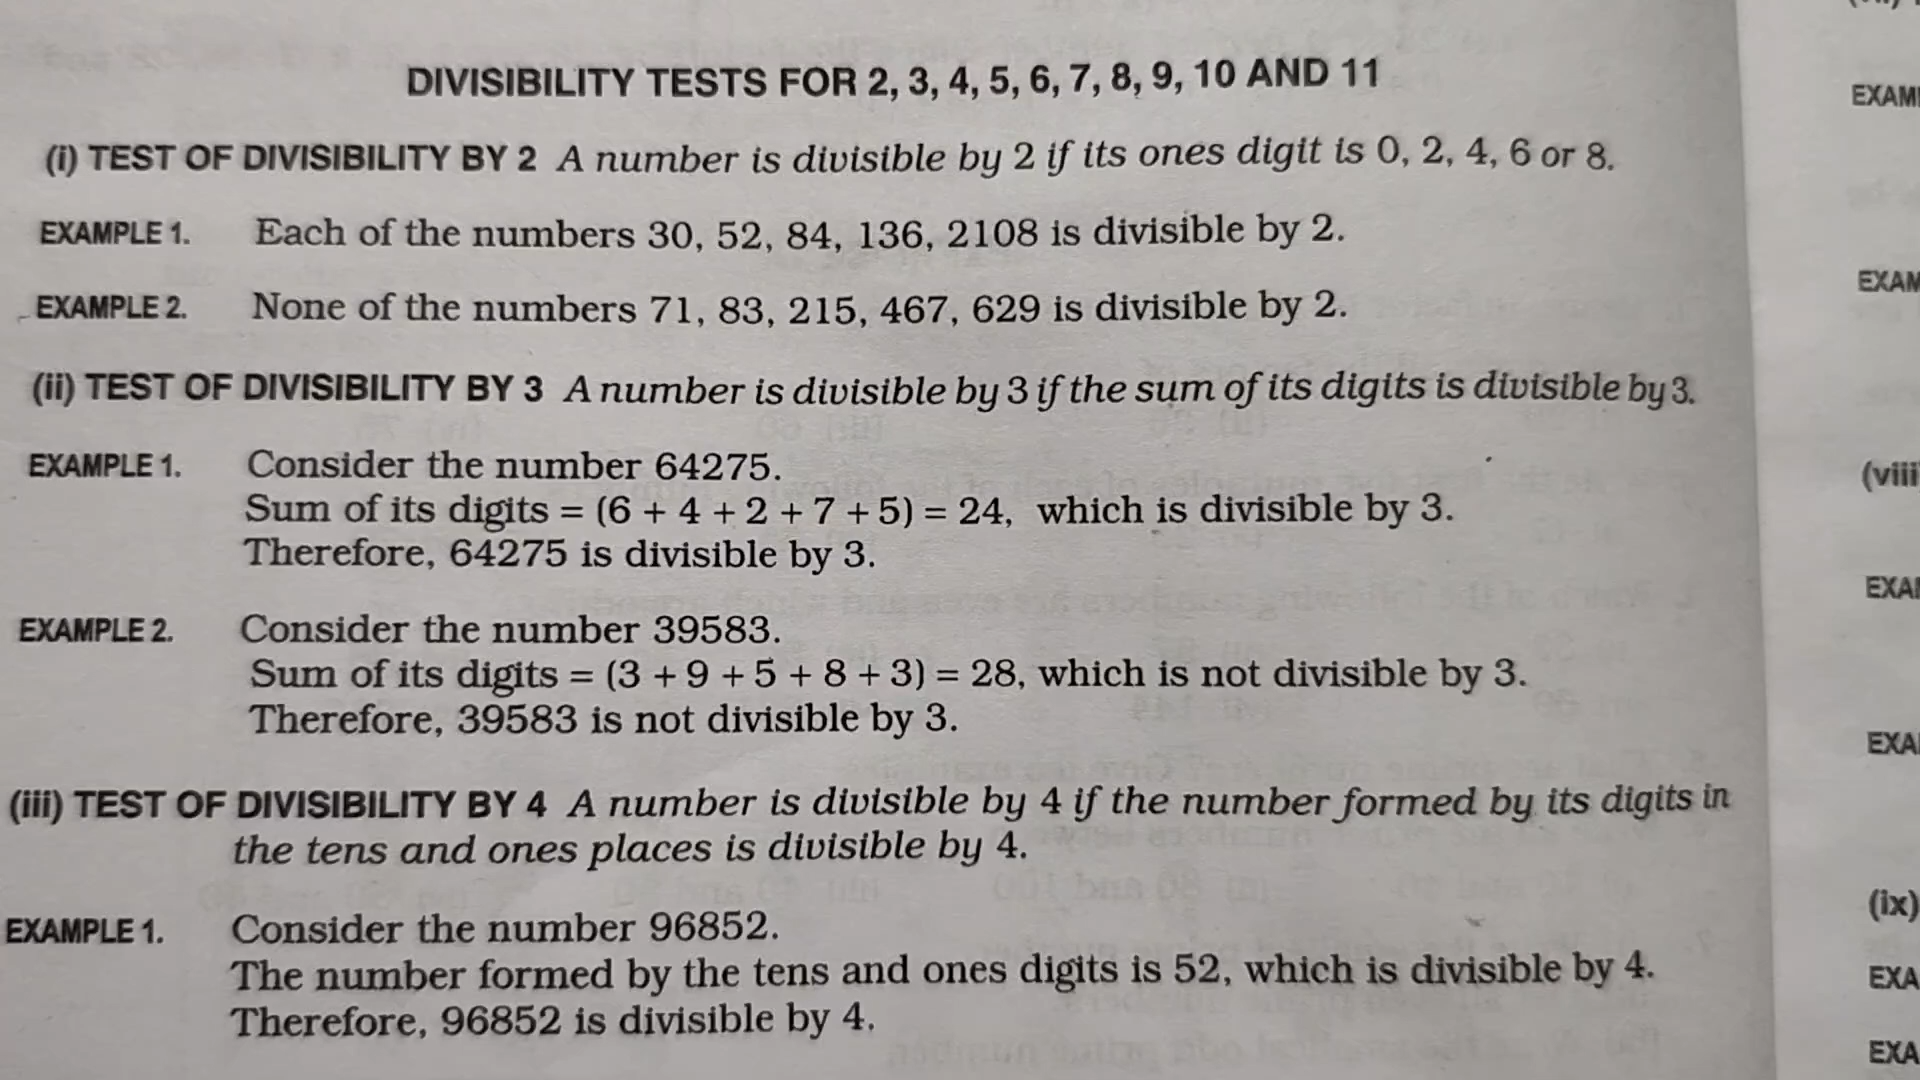 DIVISIBILITY TESTS FOR 2, 3, 4, 5, 6, 7, 8, 9, 10 AND 11
(i) TEST OF DIVISIBILITY BY 2 A number is divisible by 2 if its ones digit is 0, 2, 4, 6 or 8.
EXAMPLE 1. Each of the numbers 30, 52, 84, 136, 2108 is divisible by 2.
EXAMPLE 2. None of the numbers 71, 83, 215, 467, 629 is divisible by 2.
(ii) TEST OF DIVISIBILITY BY 3 A number is divisible by 3 if the sum of its digits is divisible by 3.
EXAMPLE 1. Consider the number 64275.
Sum of its digits = (6 + 4 + 2 + 7 + 5) = 24, which is divisible by 3.
Therefore, 64275 is divisible by 3.
EXAMPLE 2. Consider the number 39583.
Sum of its digits = (3 + 9 + 5 + 8 + 3) = 28, which is not divisible by 3.
Therefore, 39583 is not divisible by 3.
(iii) TEST OF DIVISIBILITY BY 4 A number is divisible by 4 if the number formed by its digits in
the tens and ones places is divisible by 4.
EXAMPLE 1. Consider the number 96852.
The number formed by the tens and ones digits is 52, which is divisible by 4.
Therefore, 96852 is divisible by 4.
EXAM
EXAM
(viii
EXA
EXA
(ix)
EXA
EXA